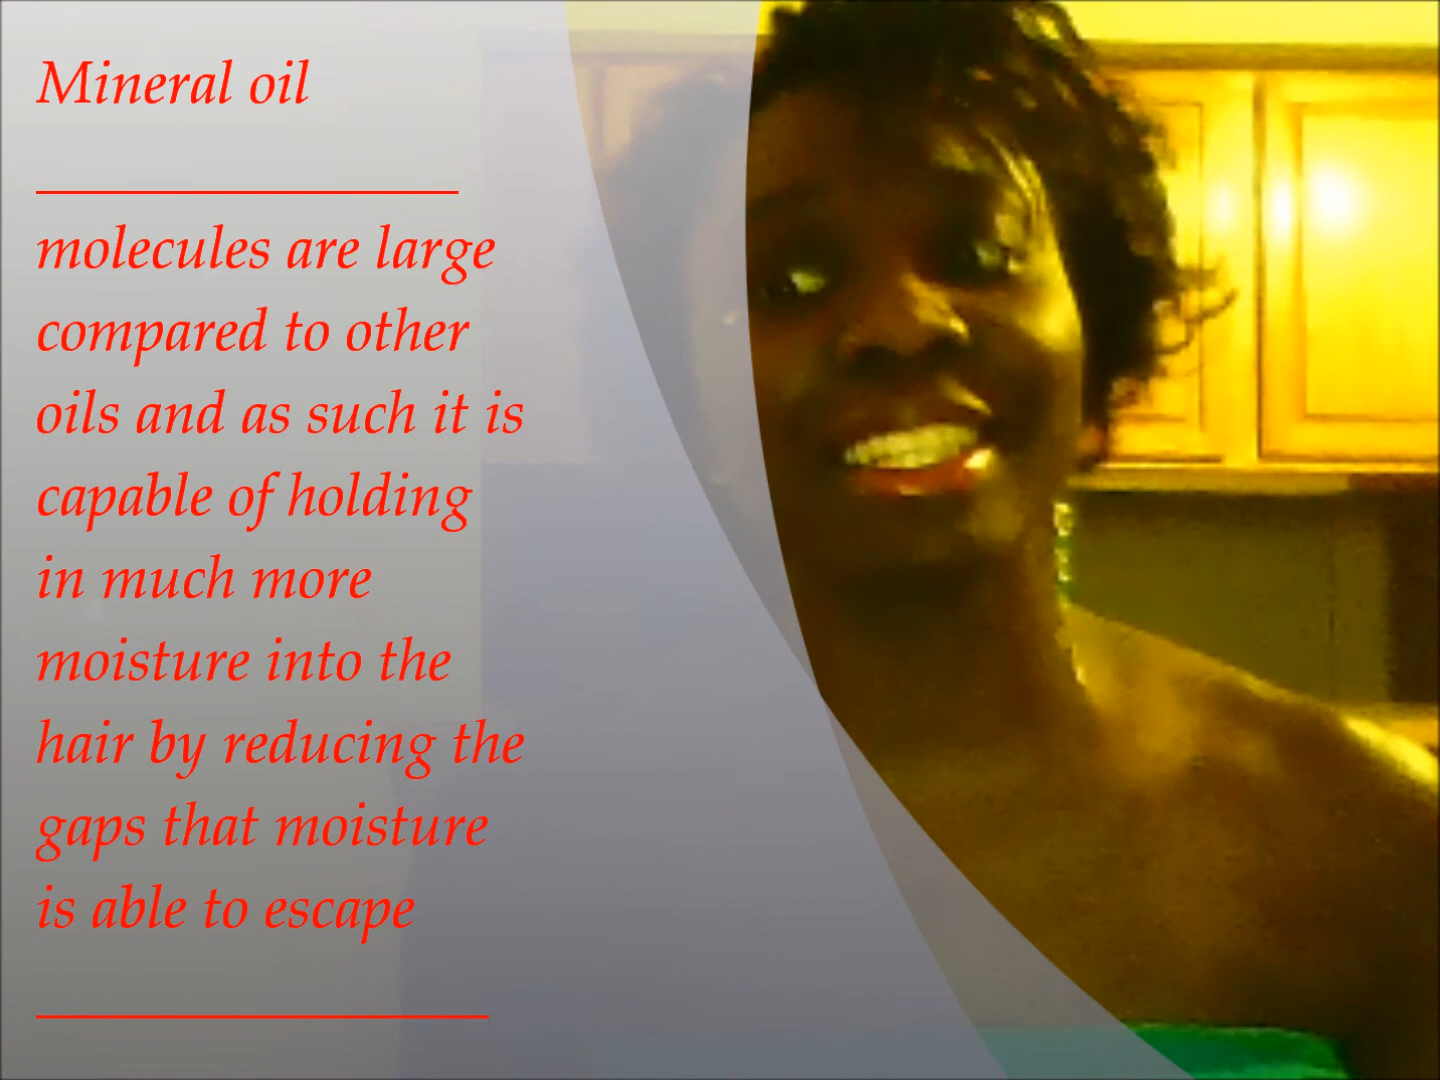 Mineral oil
molecules are large
compared to other
oils and as such it is
capable of holding
in much more
moisture into the
hair by reducing the
gaps that moisture
is able to escape